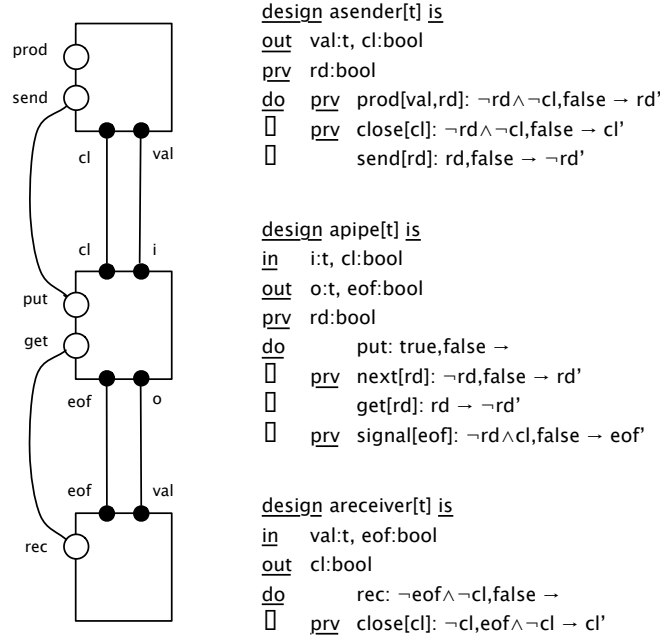 prod
send
cl
val
cl
i
put
get
eof
o
eof
val
rec
design asender[t] is
out val:t, cl:bool
prv rd:bool
do prv prod[val,rd]: ¬rd∧¬cl,false → rd’
▯ prv close[cl]: ¬rd∧¬cl,false → cl’
▯ send[rd]: rd,false → ¬rd’
design apipe[t] is
in i:t, cl:bool
out o:t, eof:bool
prv rd:bool
do put: true,false →
▯ prv next[rd]: ¬rd,false → rd’
▯ get[rd]: rd → ¬rd’
▯ prv signal[eof]: ¬rd∧cl,false → eof’
design areceiver[t] is
in val:t, eof:bool
out cl:bool
do rec: ¬eof∧¬cl,false →
▯ prv close[cl]: ¬cl,eof∧¬cl → cl’